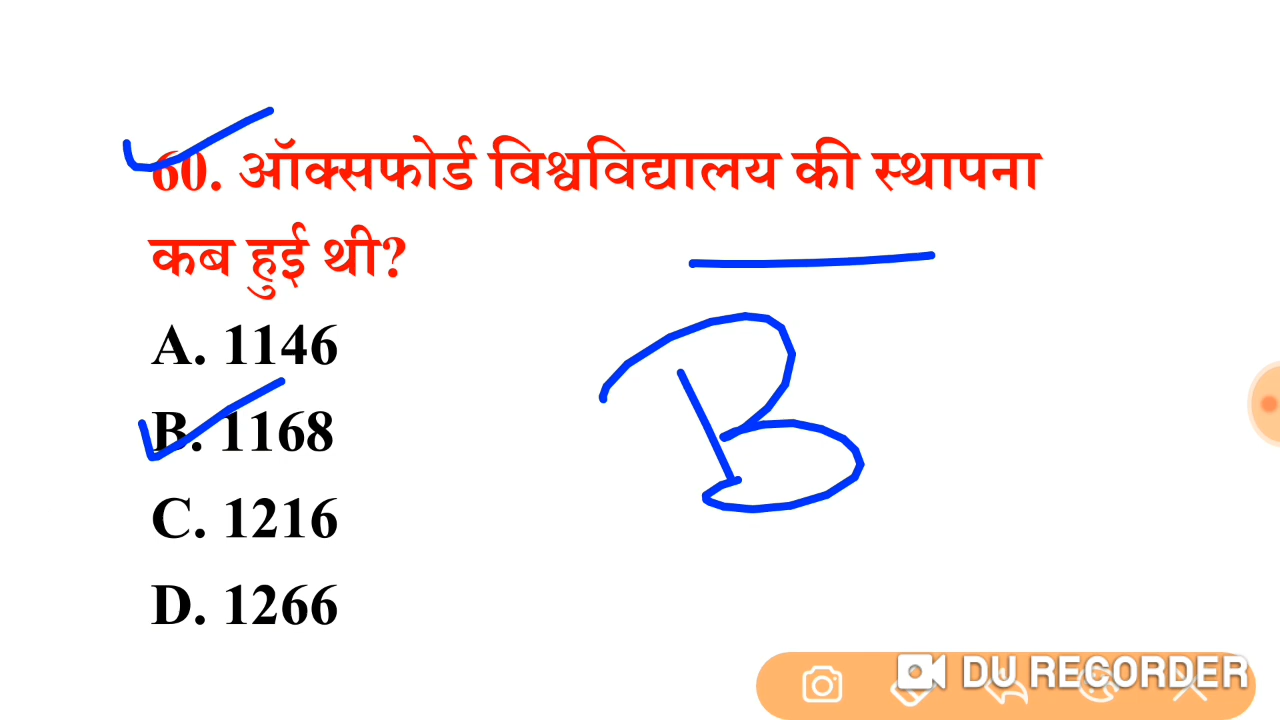 60. ऑक्सफोर्ड विश्वविद्यालय की स्थापना
कब हुई थी?
A. 1146
B. 1168
B
C. 1216
D. 1266
DU RECORDER